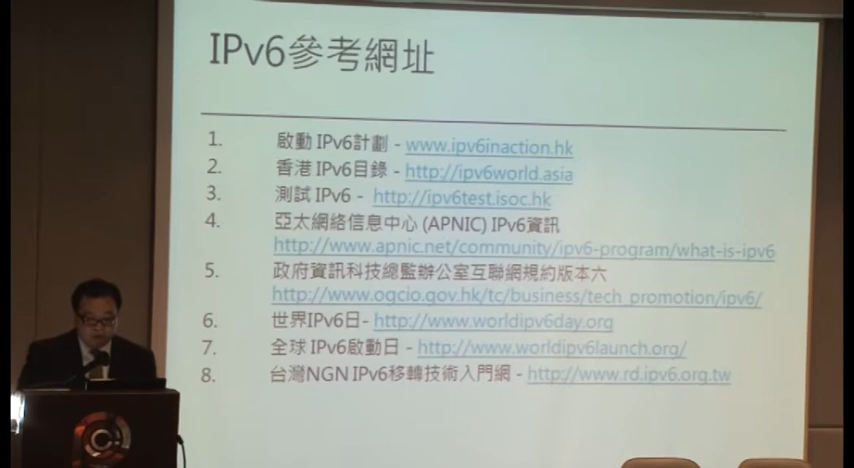 IPv6參考網址
1. 啟動 IPv6計劃 - www.ipv6inaction.hk
2. 香港 IPv6目錄 - http://ipv6world.asia
3. 測試 IPv6 - http://ipv6test.isoc.hk
4. 亞太網絡信息中心 (APNIC) IPv6資訊
http://www.apnic.net/community/ipv6-program/what-is-ipv6
5. 政府資訊科技總監辦公室互聯網規約版本六
http://www.ogcio.gov.hk/tc/business/tech_promotion/ipv6/
6. 世界IPv6日- http://www.worldipv6day.org
7. 全球 IPv6啟動日 - http://www.worldipv6launch.org/
8. 台灣NGN IPv6移轉技術入門網 - http://www.rd.ipv6.org.tw